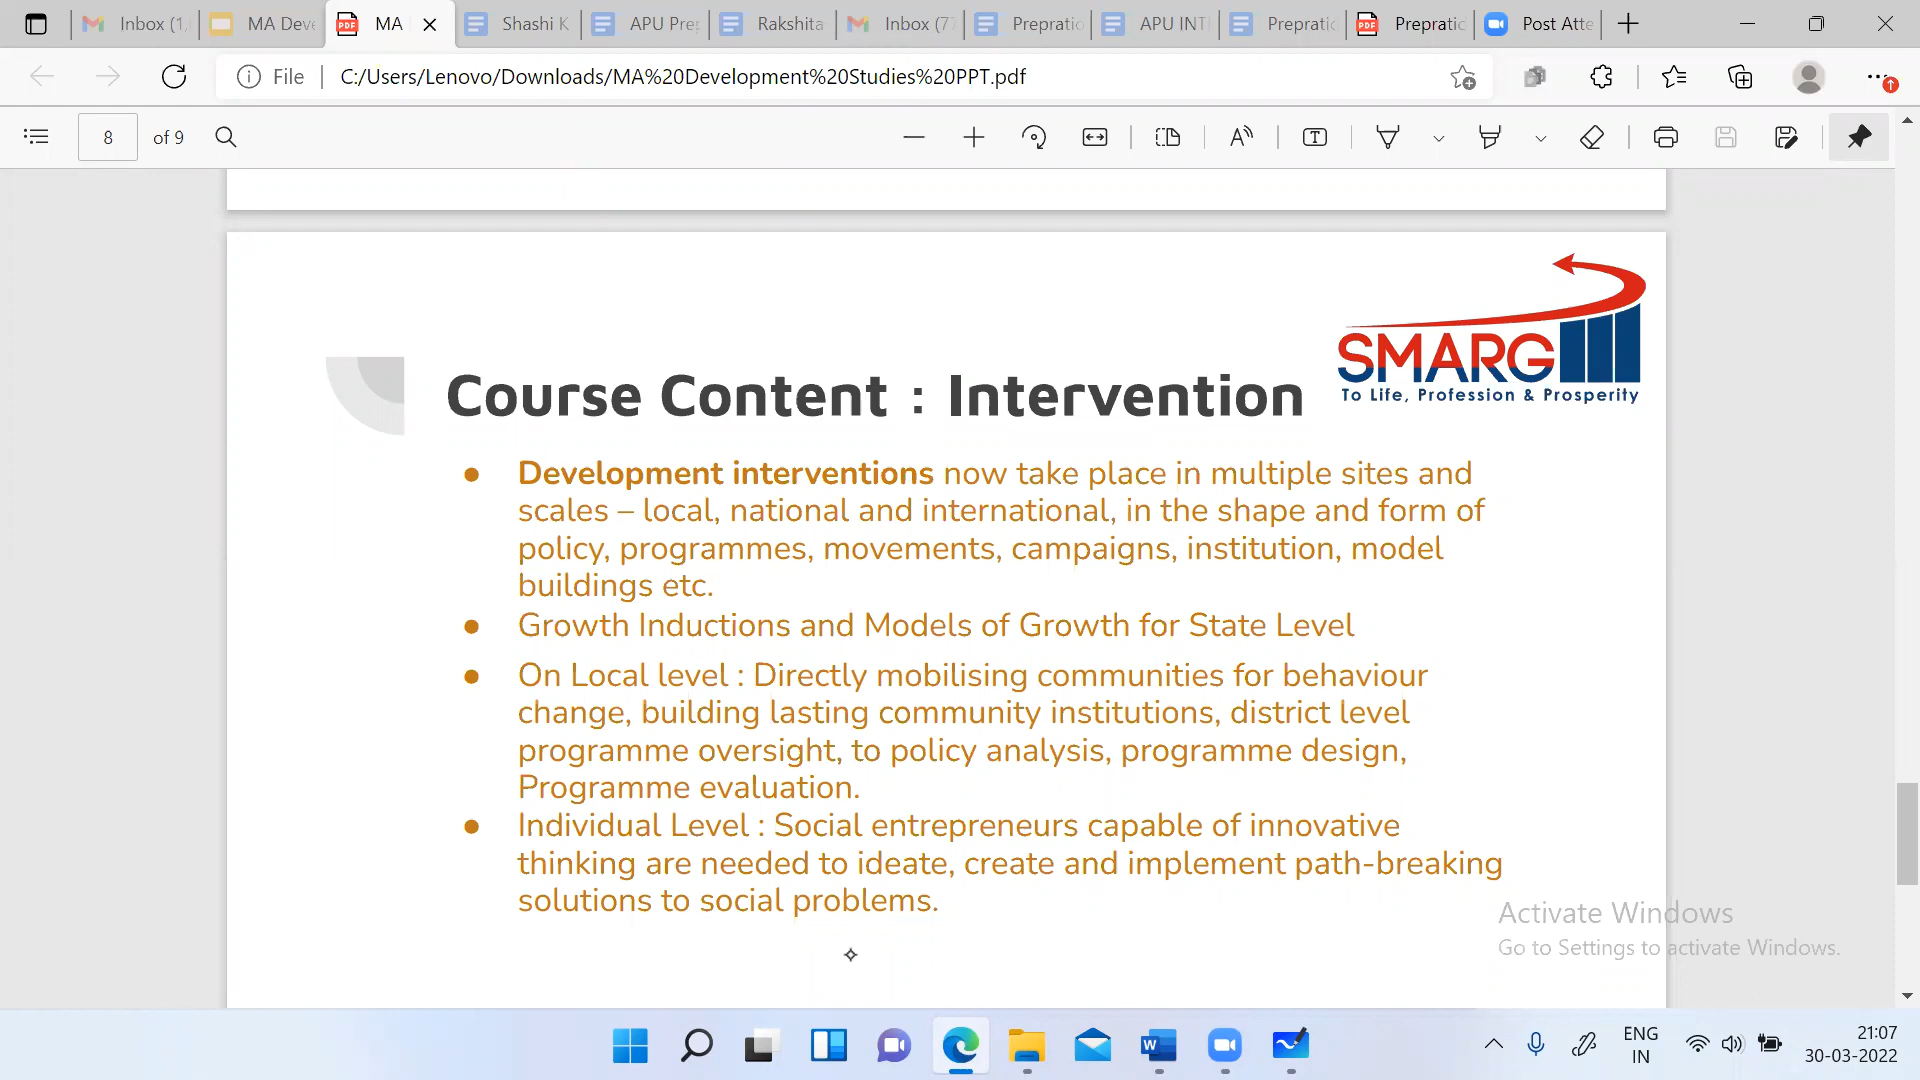 Inbox (1,
MA Deve
MA
Shashi K
APU Prep
Rakshita
Inbox (77
Prepratio
APU INT
Prepratio
Prepratio
Post Atte
File
C:/Users/Lenovo/Downloads/MA%20Development%20Studies%20PPT.pdf
8 of 9
SMARG
To Life, Profession & Prosperity
Course Content : Intervention
● Development interventions now take place in multiple sites and
scales – local, national and international, in the shape and form of
policy, programmes, movements, campaigns, institution, model
buildings etc.
● Growth Inductions and Models of Growth for State Level
● On Local level : Directly mobilising communities for behaviour
change, building lasting community institutions, district level
programme oversight, to policy analysis, programme design,
Programme evaluation.
● Individual Level : Social entrepreneurs capable of innovative
thinking are needed to ideate, create and implement path-breaking
solutions to social problems.
Activate Windows
Go to Settings to activate Windows.
ENG
IN
21:07
30-03-2022